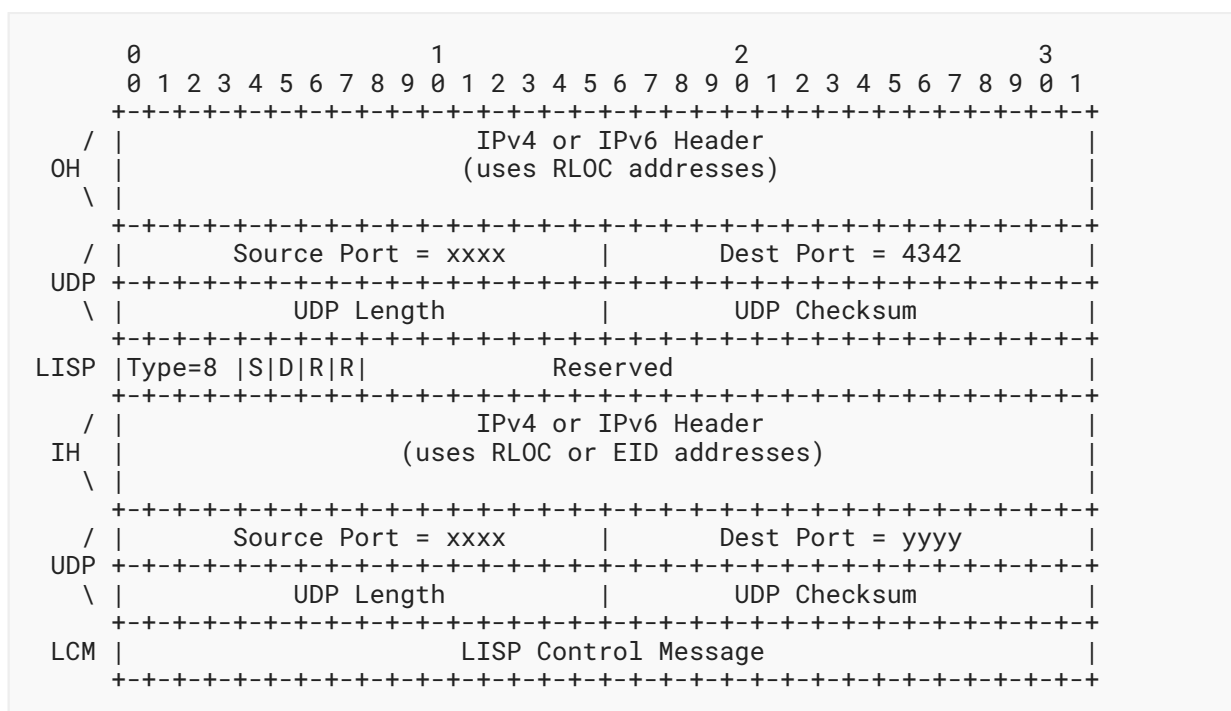 0                   1                   2                   3
       0 1 2 3 4 5 6 7 8 9 0 1 2 3 4 5 6 7 8 9 0 1 2 3 4 5 6 7 8 9 0 1
      +-+-+-+-+-+-+-+-+-+-+-+-+-+-+-+-+-+-+-+-+-+-+-+-+-+-+-+-+-+-+-+-+
    / |                       IPv4 or IPv6 Header                     |
  OH  |                      (uses RLOC addresses)                    |
    \ |                                                               |
      +-+-+-+-+-+-+-+-+-+-+-+-+-+-+-+-+-+-+-+-+-+-+-+-+-+-+-+-+-+-+-+-+
    / |       Source Port = xxxx      |       Dest Port = 4342        |
  UDP +-+-+-+-+-+-+-+-+-+-+-+-+-+-+-+-+-+-+-+-+-+-+-+-+-+-+-+-+-+-+-+-+
    \ |           UDP Length          |        UDP Checksum           |
      +-+-+-+-+-+-+-+-+-+-+-+-+-+-+-+-+-+-+-+-+-+-+-+-+-+-+-+-+-+-+-+-+
 LISP |Type=8 |S|D|R|R|            Reserved                           |
      +-+-+-+-+-+-+-+-+-+-+-+-+-+-+-+-+-+-+-+-+-+-+-+-+-+-+-+-+-+-+-+-+
    / |                       IPv4 or IPv6 Header                     |
  IH  |                  (uses RLOC or EID addresses)                 |
    \ |                                                               |
      +-+-+-+-+-+-+-+-+-+-+-+-+-+-+-+-+-+-+-+-+-+-+-+-+-+-+-+-+-+-+-+-+
    / |       Source Port = xxxx      |       Dest Port = yyyy        |
  UDP +-+-+-+-+-+-+-+-+-+-+-+-+-+-+-+-+-+-+-+-+-+-+-+-+-+-+-+-+-+-+-+-+
    \ |           UDP Length          |        UDP Checksum           |
      +-+-+-+-+-+-+-+-+-+-+-+-+-+-+-+-+-+-+-+-+-+-+-+-+-+-+-+-+-+-+-+-+
  LCM |                      LISP Control Message                     |
      +-+-+-+-+-+-+-+-+-+-+-+-+-+-+-+-+-+-+-+-+-+-+-+-+-+-+-+-+-+-+-+-+